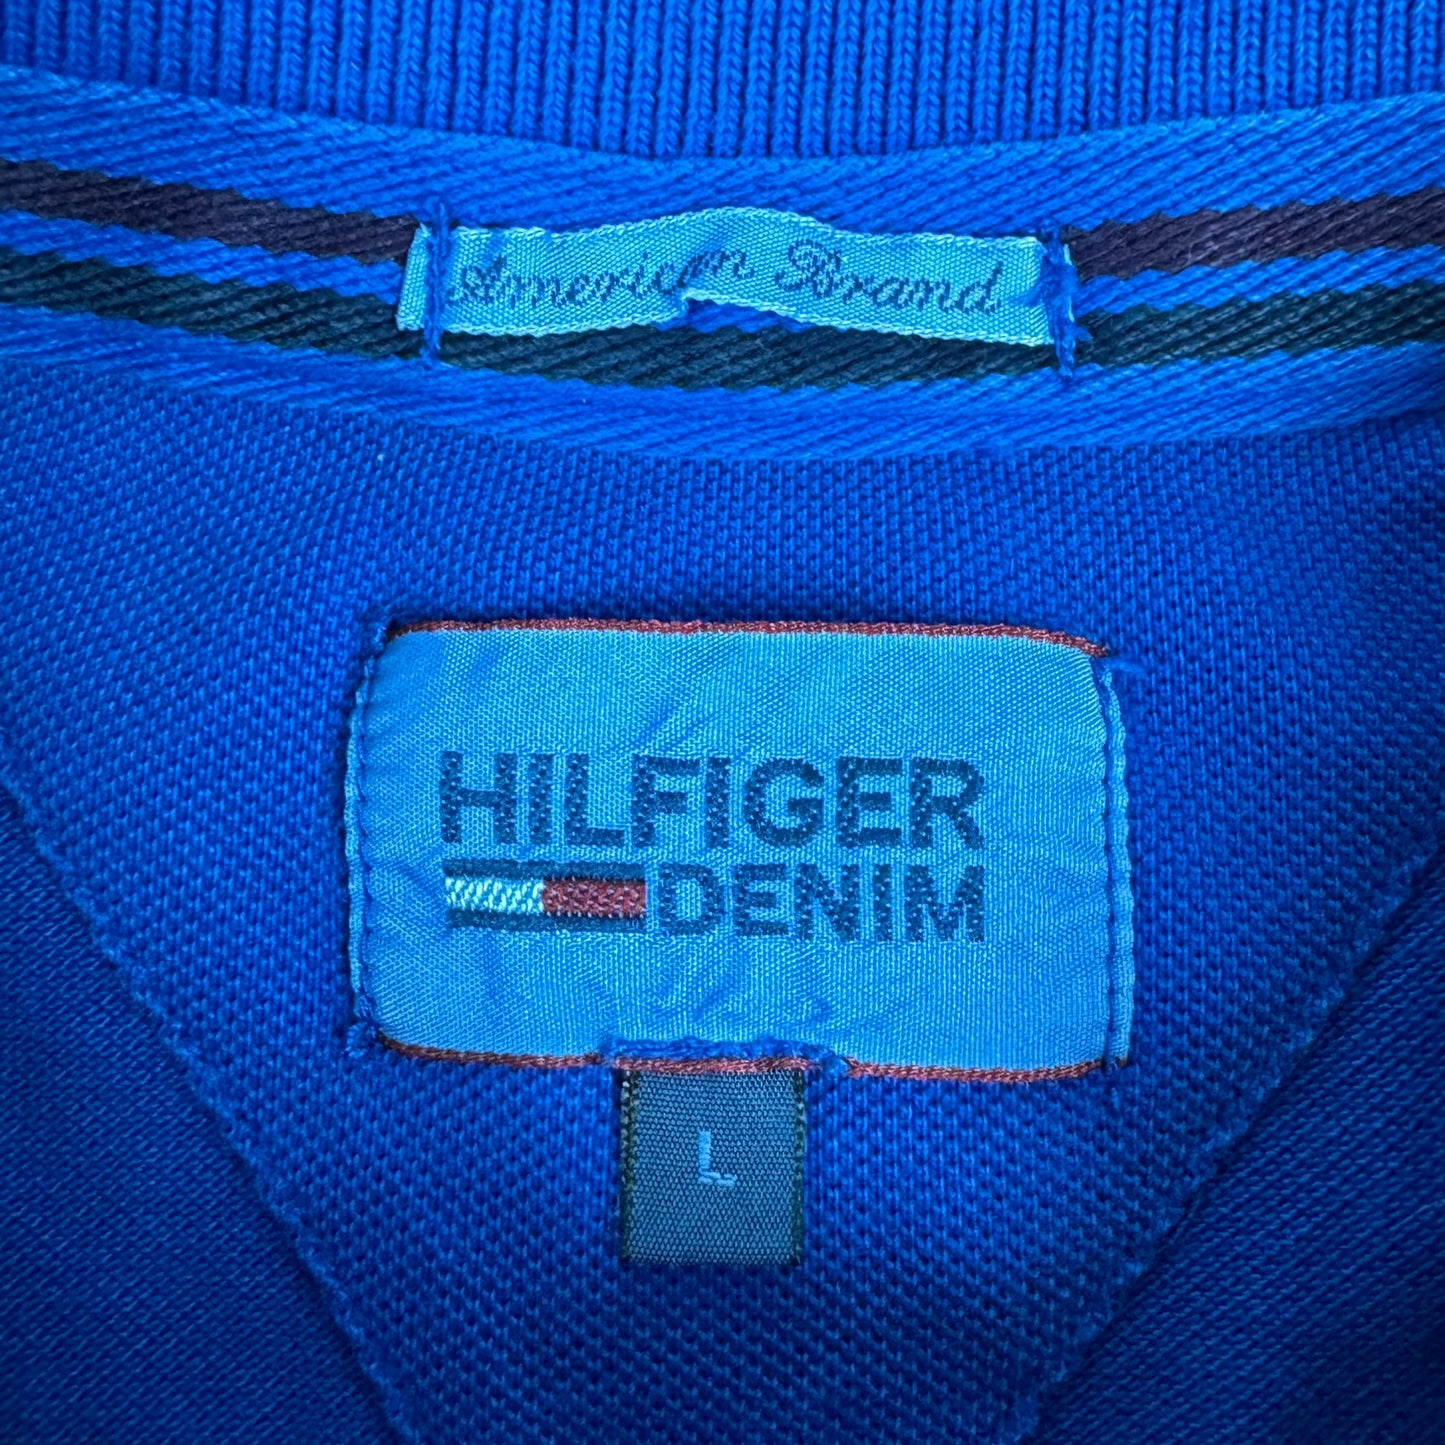 American Brand
HILFIGER
DENIM
L